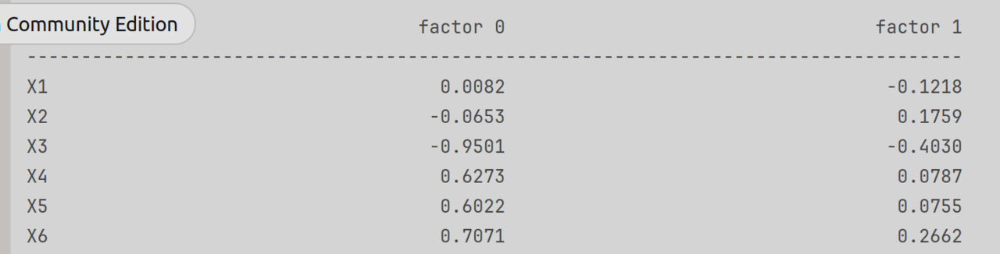 Community Edition
factor 0 factor 1
--------------------------------------------------------------------------------------
X1 0.0082 -0.1218
X2 -0.0653 0.1759
X3 -0.9501 -0.4030
X4 0.6273 0.0787
X5 0.6022 0.0755
X6 0.7071 0.2662